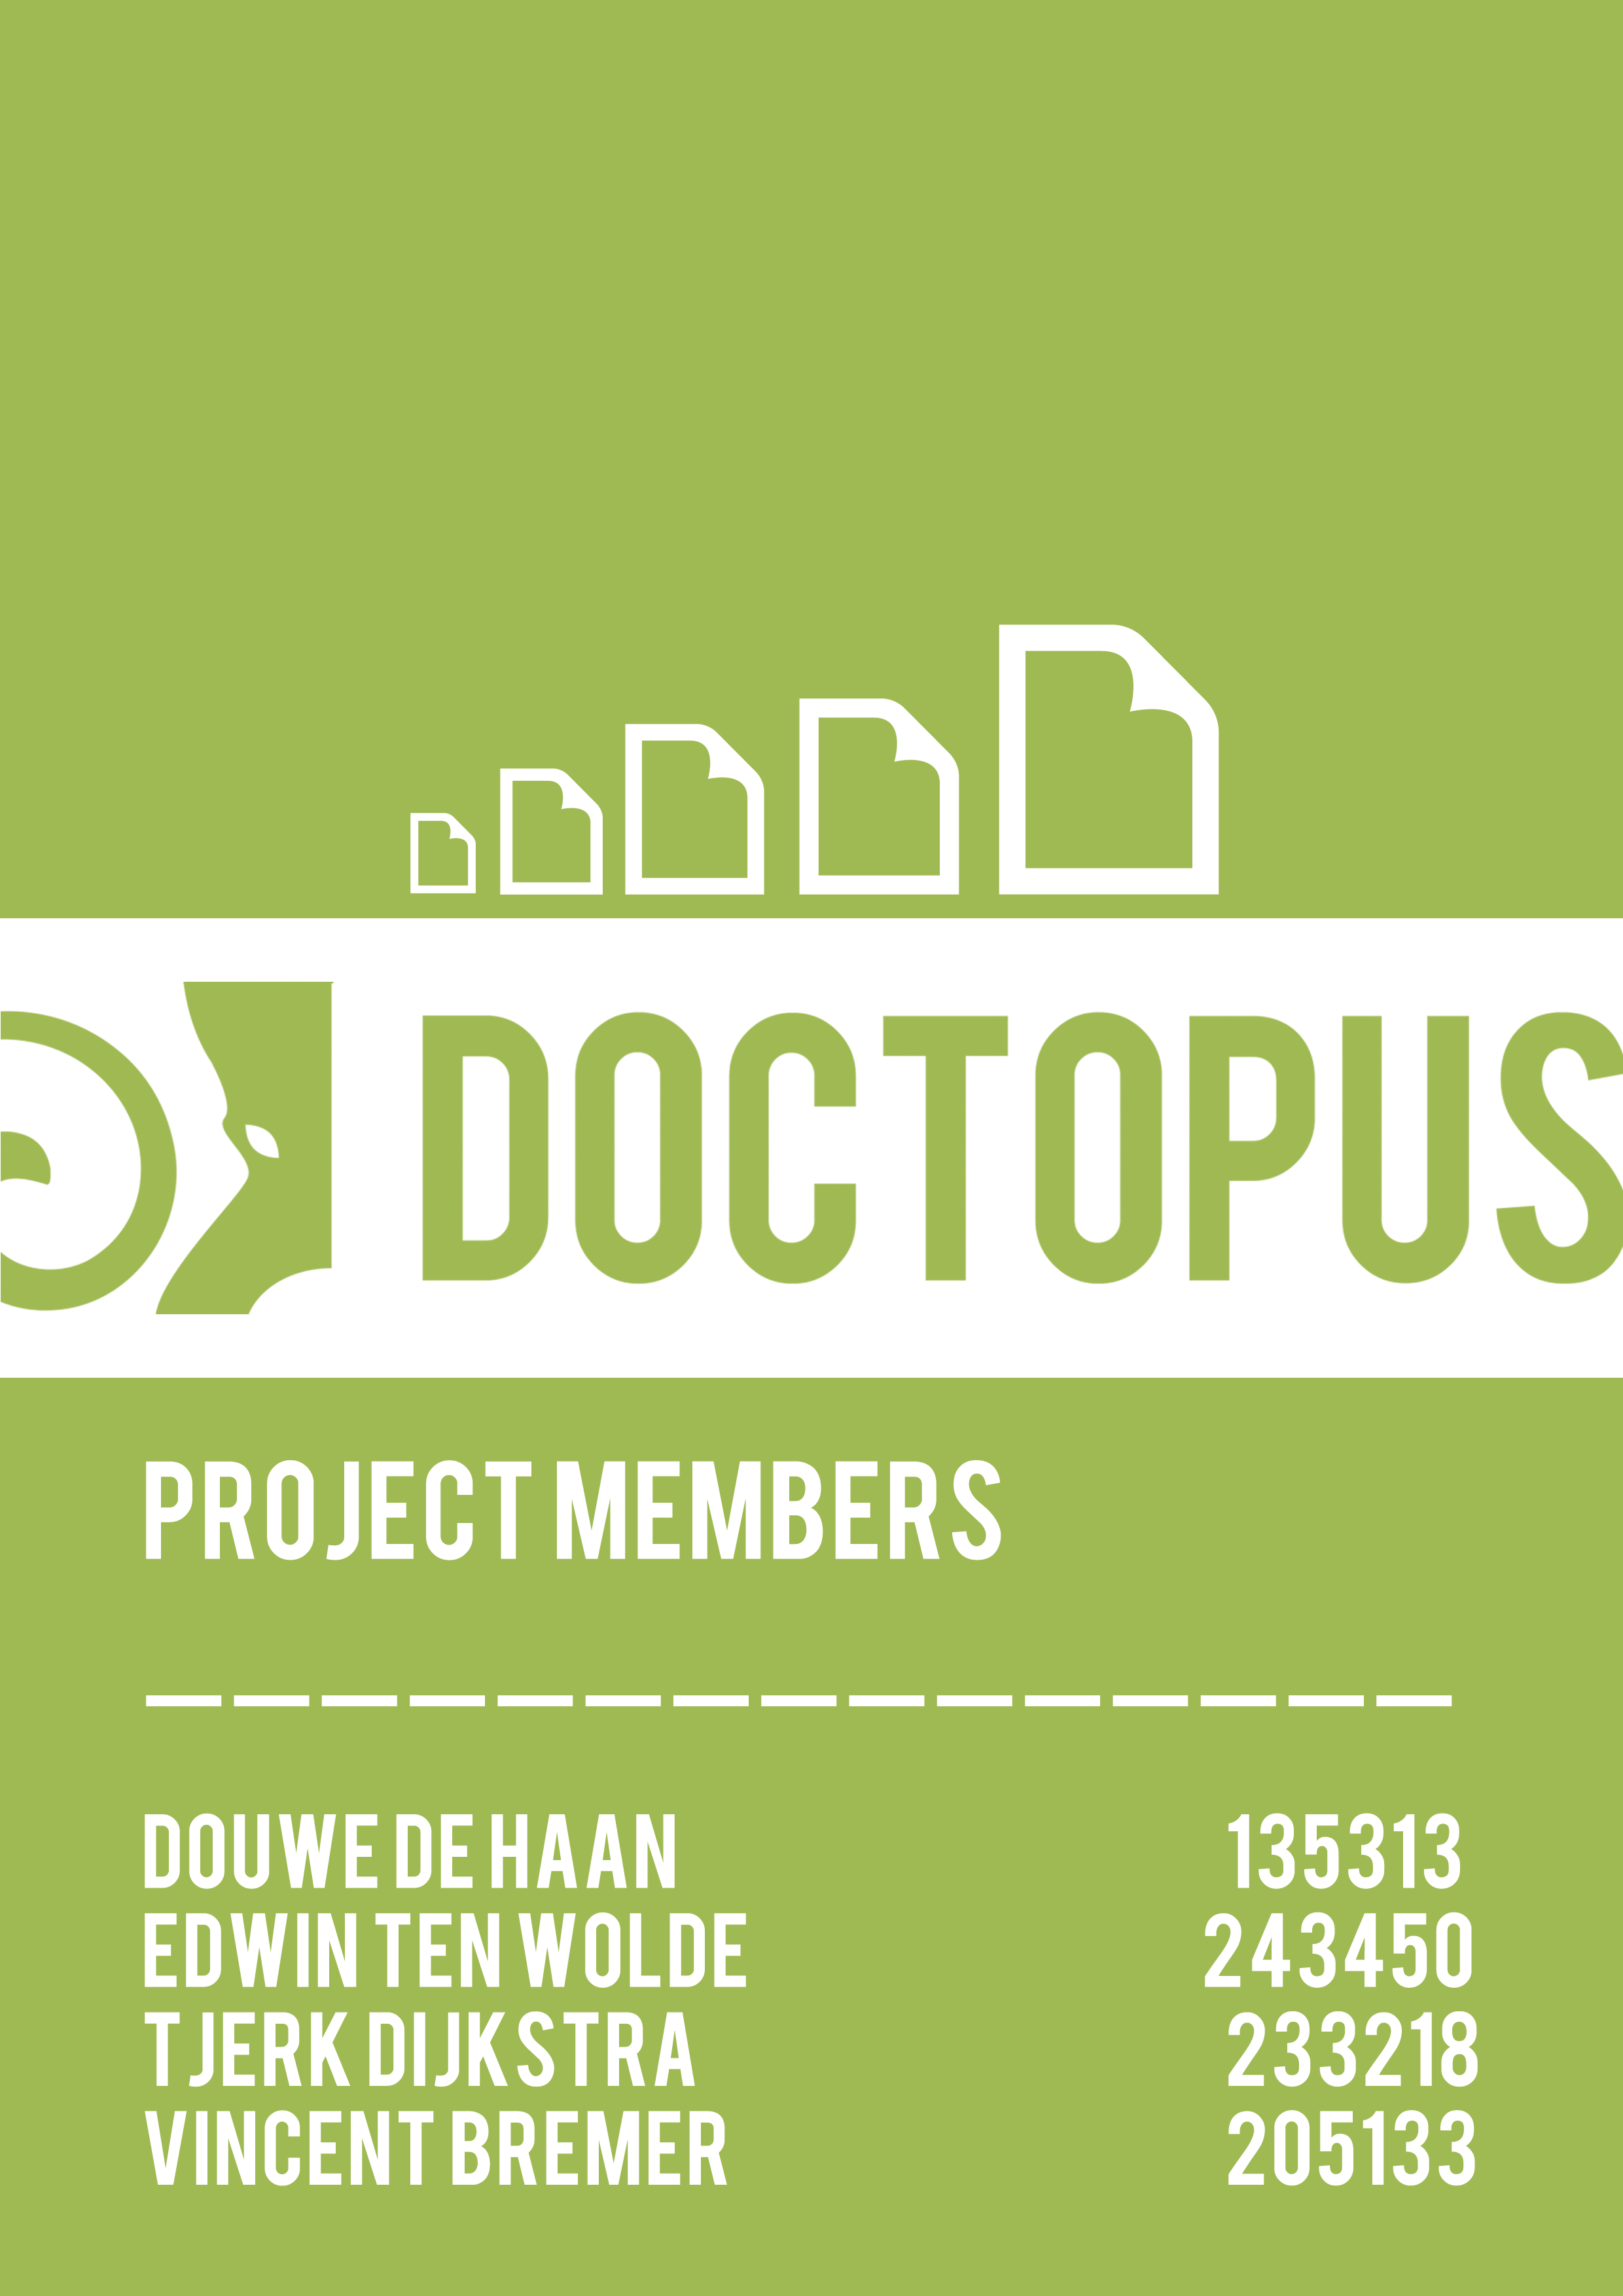 DOCTOPUS
PROJECT MEMBERS
DOUWE DE HAAN 135313
EDWIN TEN WOLDE 243450
TJERK DIJKSTRA 233218
VINCENT BREMER 205133